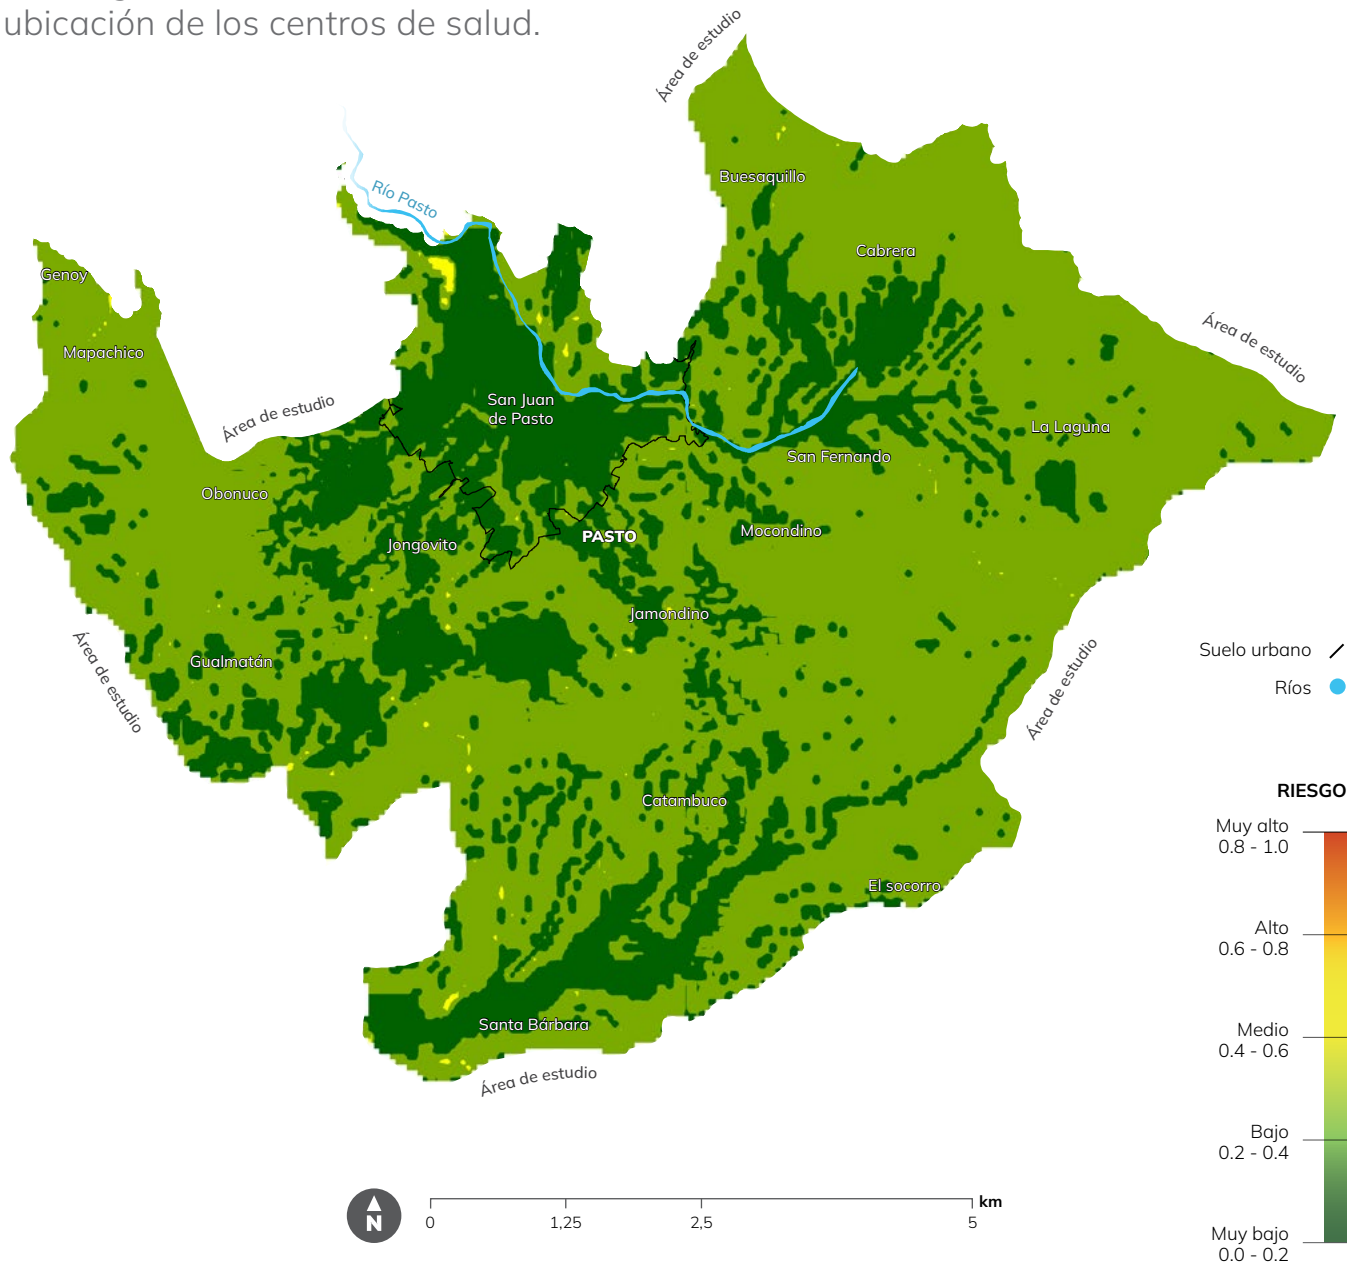 ubicación de los centros de salud.
Área de estudio
Río Pasto
Buesaquillo
Cabrera
Genoy
Mapachico
Área de estudio
Área de estudio
San Juan
de Pasto
La Laguna
San Fernando
Obonuco
Jongovito
PASTO
Mocondino
Jamondino
Área de estudio
Gualmatán
Área de estudio
Suelo urbano
Ríos
Catambuco
El socorro
Santa Bárbara
Área de estudio
RIESGO
Muy alto
0.8 - 1.0
Alto
0.6 - 0.8
Medio
0.4 - 0.6
Bajo
0.2 - 0.4
Muy bajo
0.0 - 0.2
N
km
0 1,25 2,5 5